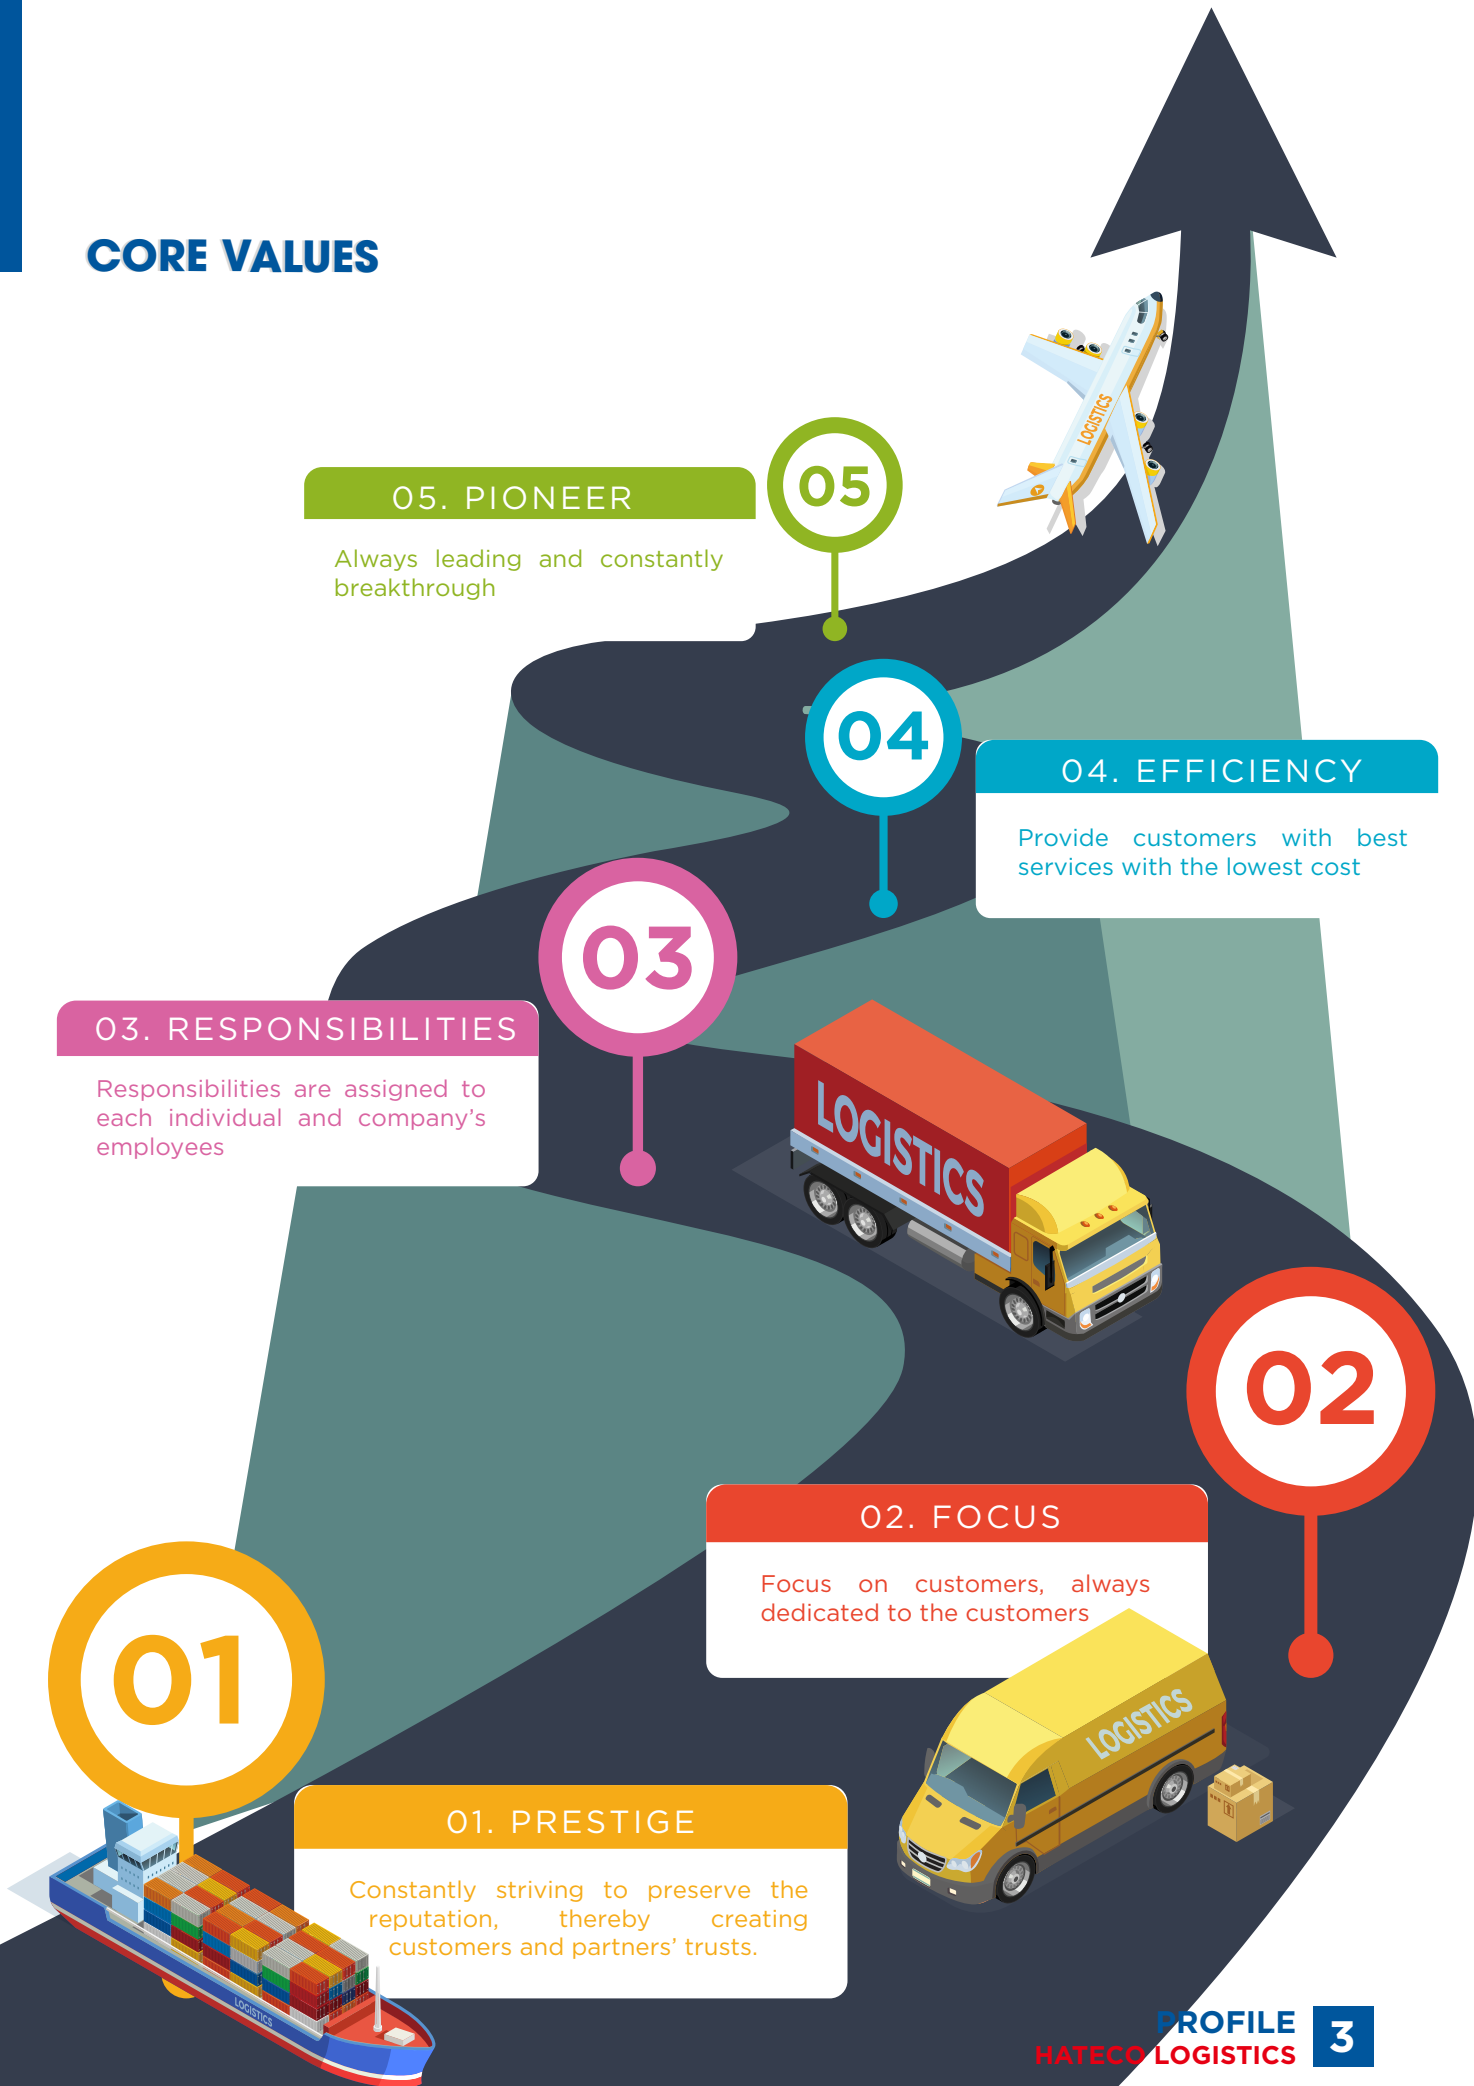 CORE VALUES
LOGISTICS
05. PIONEER
05
Always leading and constantly
breakthrough
04
04. EFFICIENCY
Provide customers with best
services with the lowest cost
03
03. RESPONSIBILITIES
Responsibilities are assigned to
each individual and company's
employees
LOGISTICS
02
02. FOCUS
Focus on customers, always
dedicated to the customers
LOGISTICS
01
01. PRESTIGE
Constantly striving to preserve the
reputation, thereby creating
customers and partners' trusts.
LOGISTICS
PROFILE
HATECO LOGISTICS
3